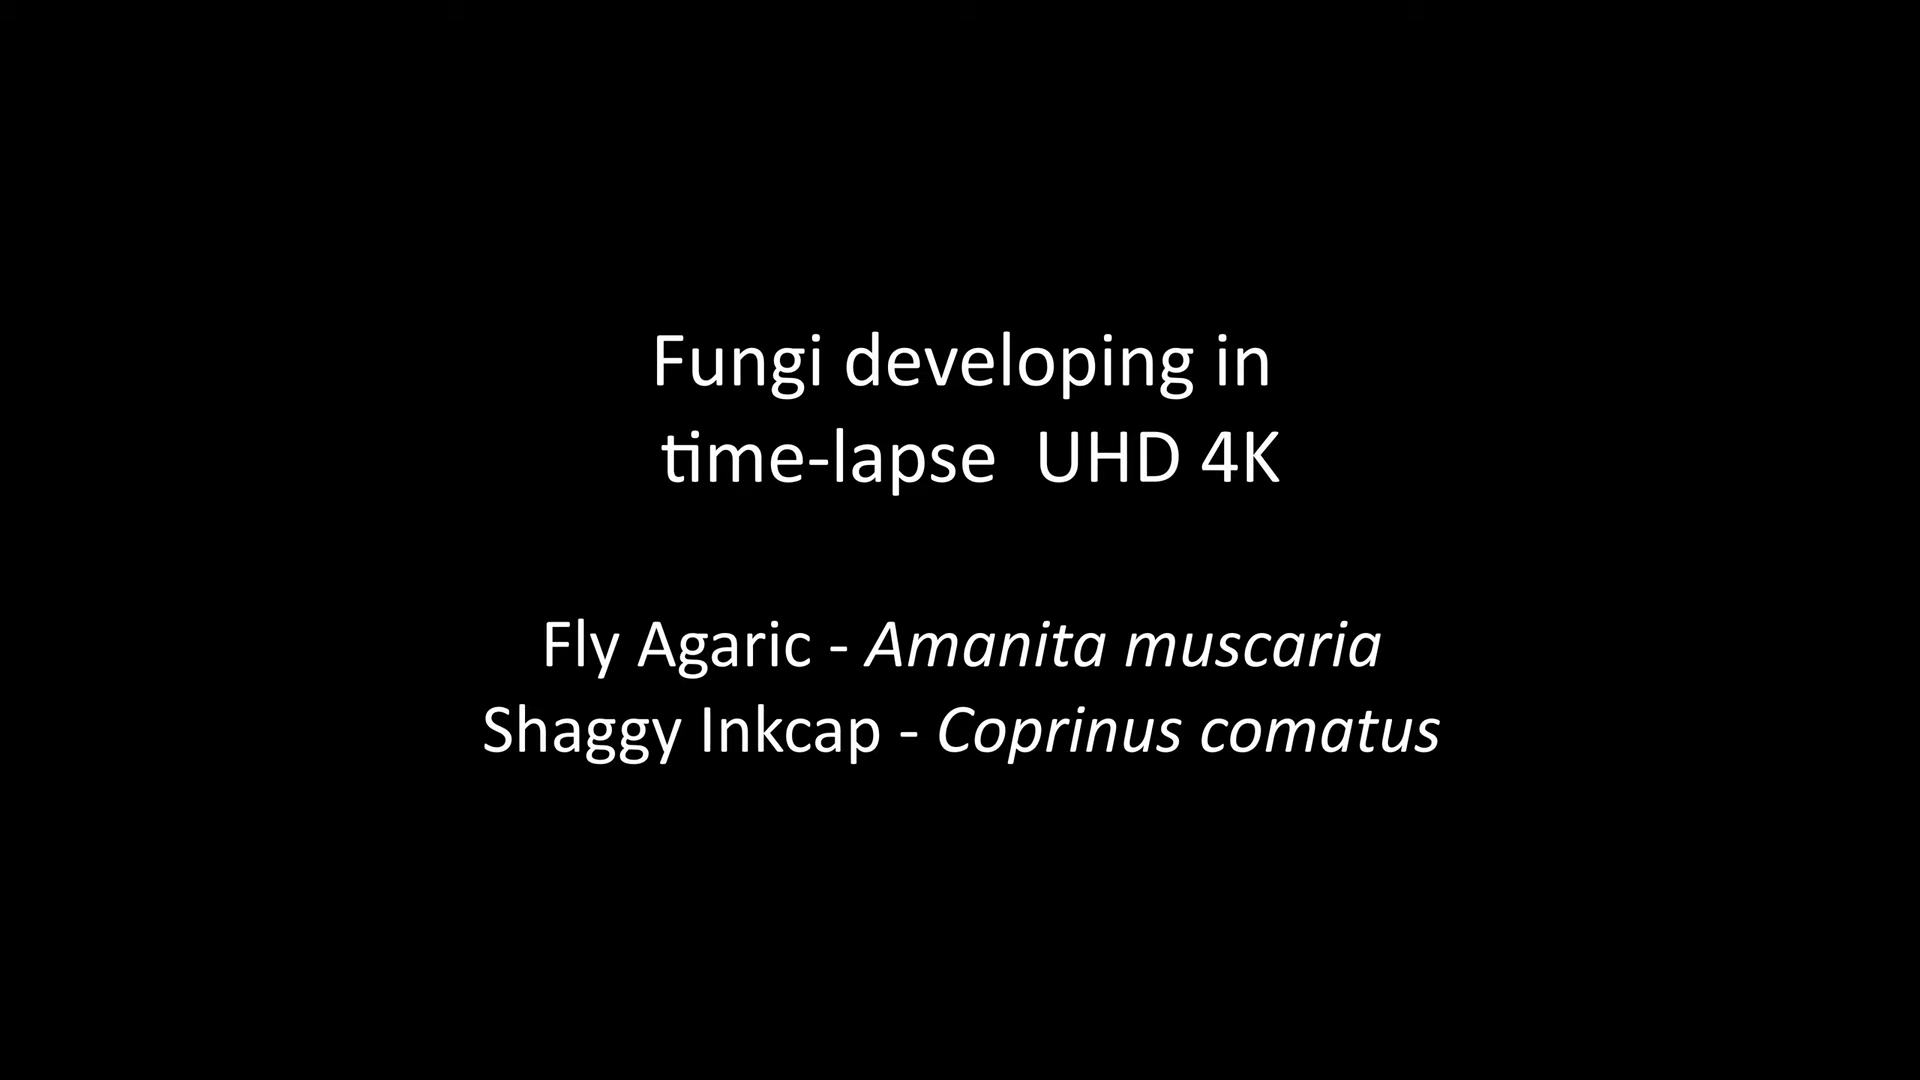 Fungi developing in
time-lapse  UHD 4K
Fly Agaric - Amanita muscaria
Shaggy Inkcap - Coprinus comatus